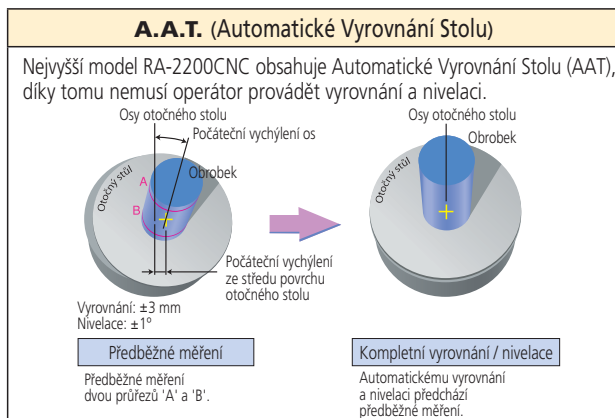 A.A.T. (Automatické Vyrovnání Stolu)
Nejvyšší model RA-2200CNC obsahuje Automatické Vyrovnání Stolu (AAT),
díky tomu nemusí operátor provádět vyrovnání a nivelaci.
Osy otočného stolu
Počáteční vychýlení os
Obrobek
Otočný stůl
A
B
Počáteční vychýlení
ze středu povrchu
otočného stolu
Vyrovnání: ±3 mm
Nivelace: ±1º
Předběžné měření
Předběžné měření
dvou průřezů 'A' a 'B'.
Osy otočného stolu
Obrobek
Otočný stůl
Kompletní vyrovnání / nivelace
Automatickému vyrovnání
a nivelaci předchází
předběžné měření.